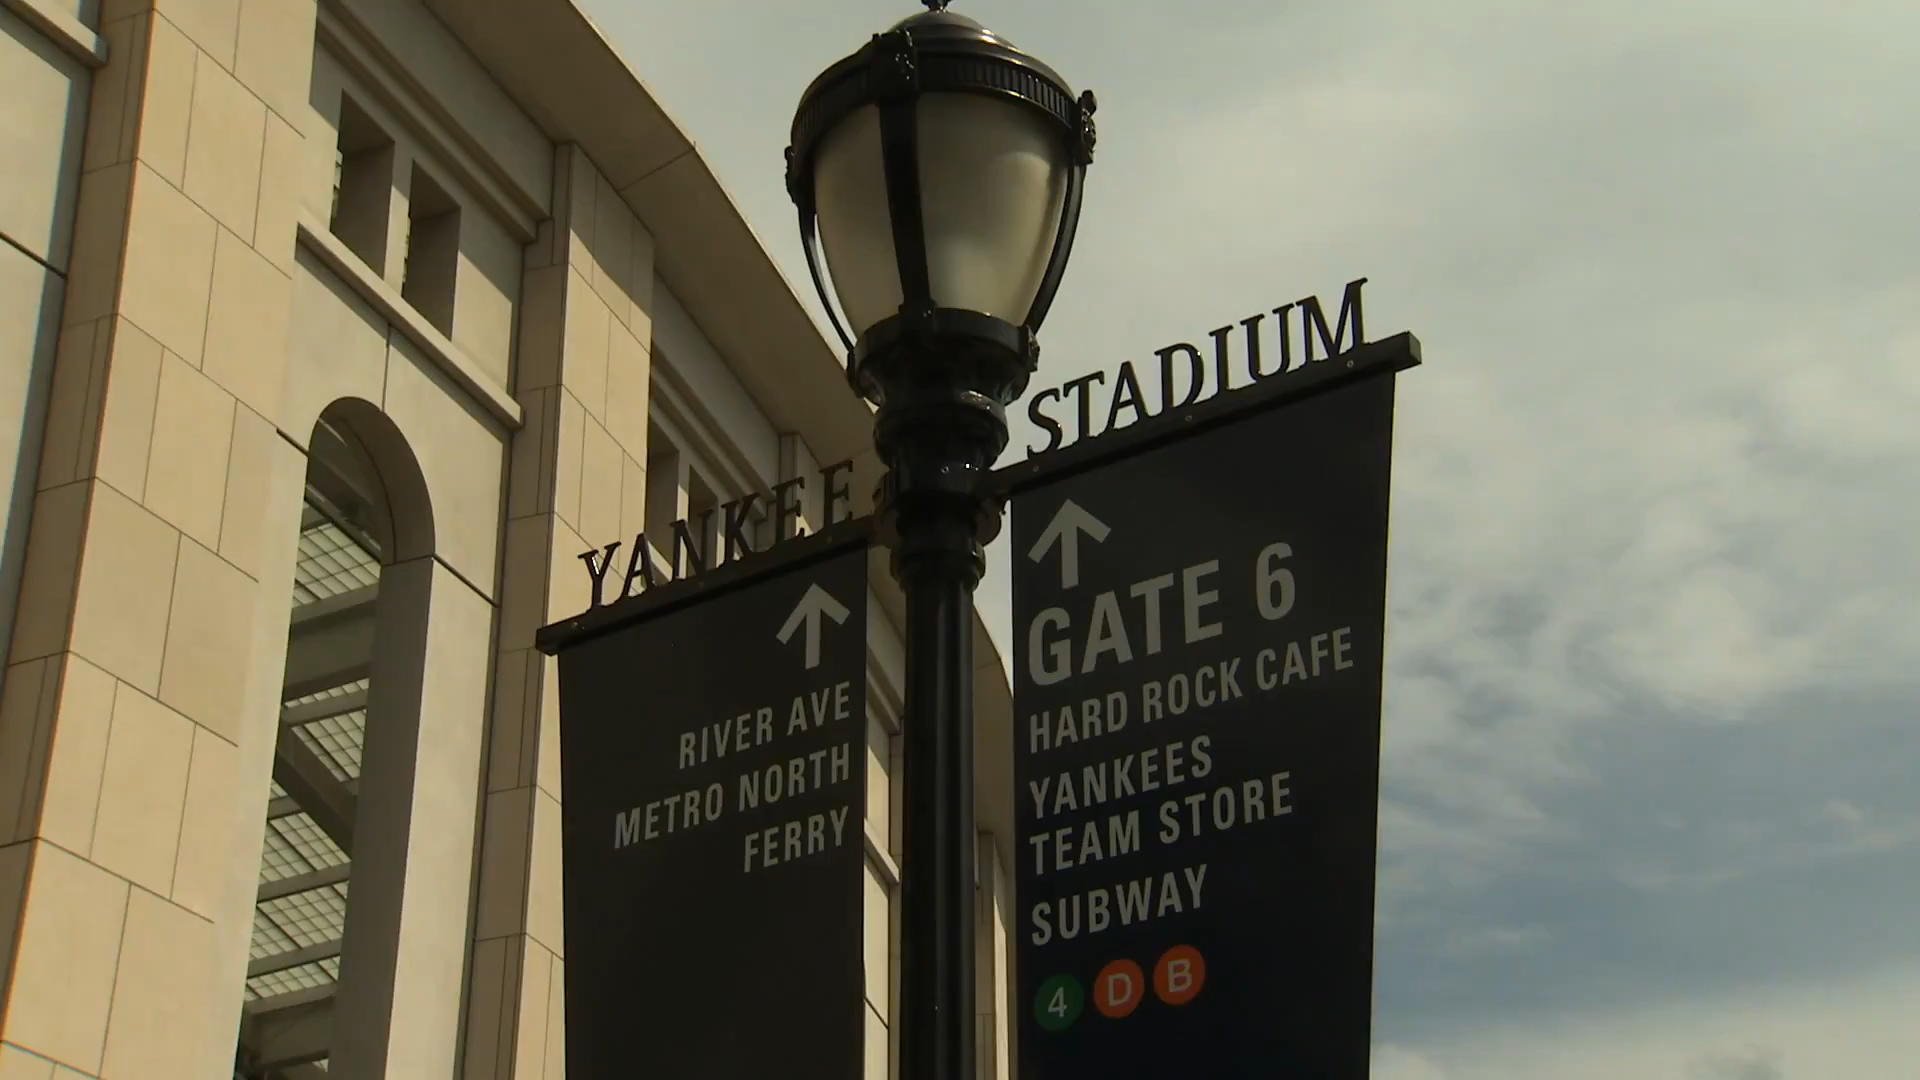 YANKEE STADIUM
RIVER AVE
METRO NORTH
FERRY
GATE 6
HARD ROCK CAFE
YANKEES
TEAM STORE
SUBWAY
4 D B